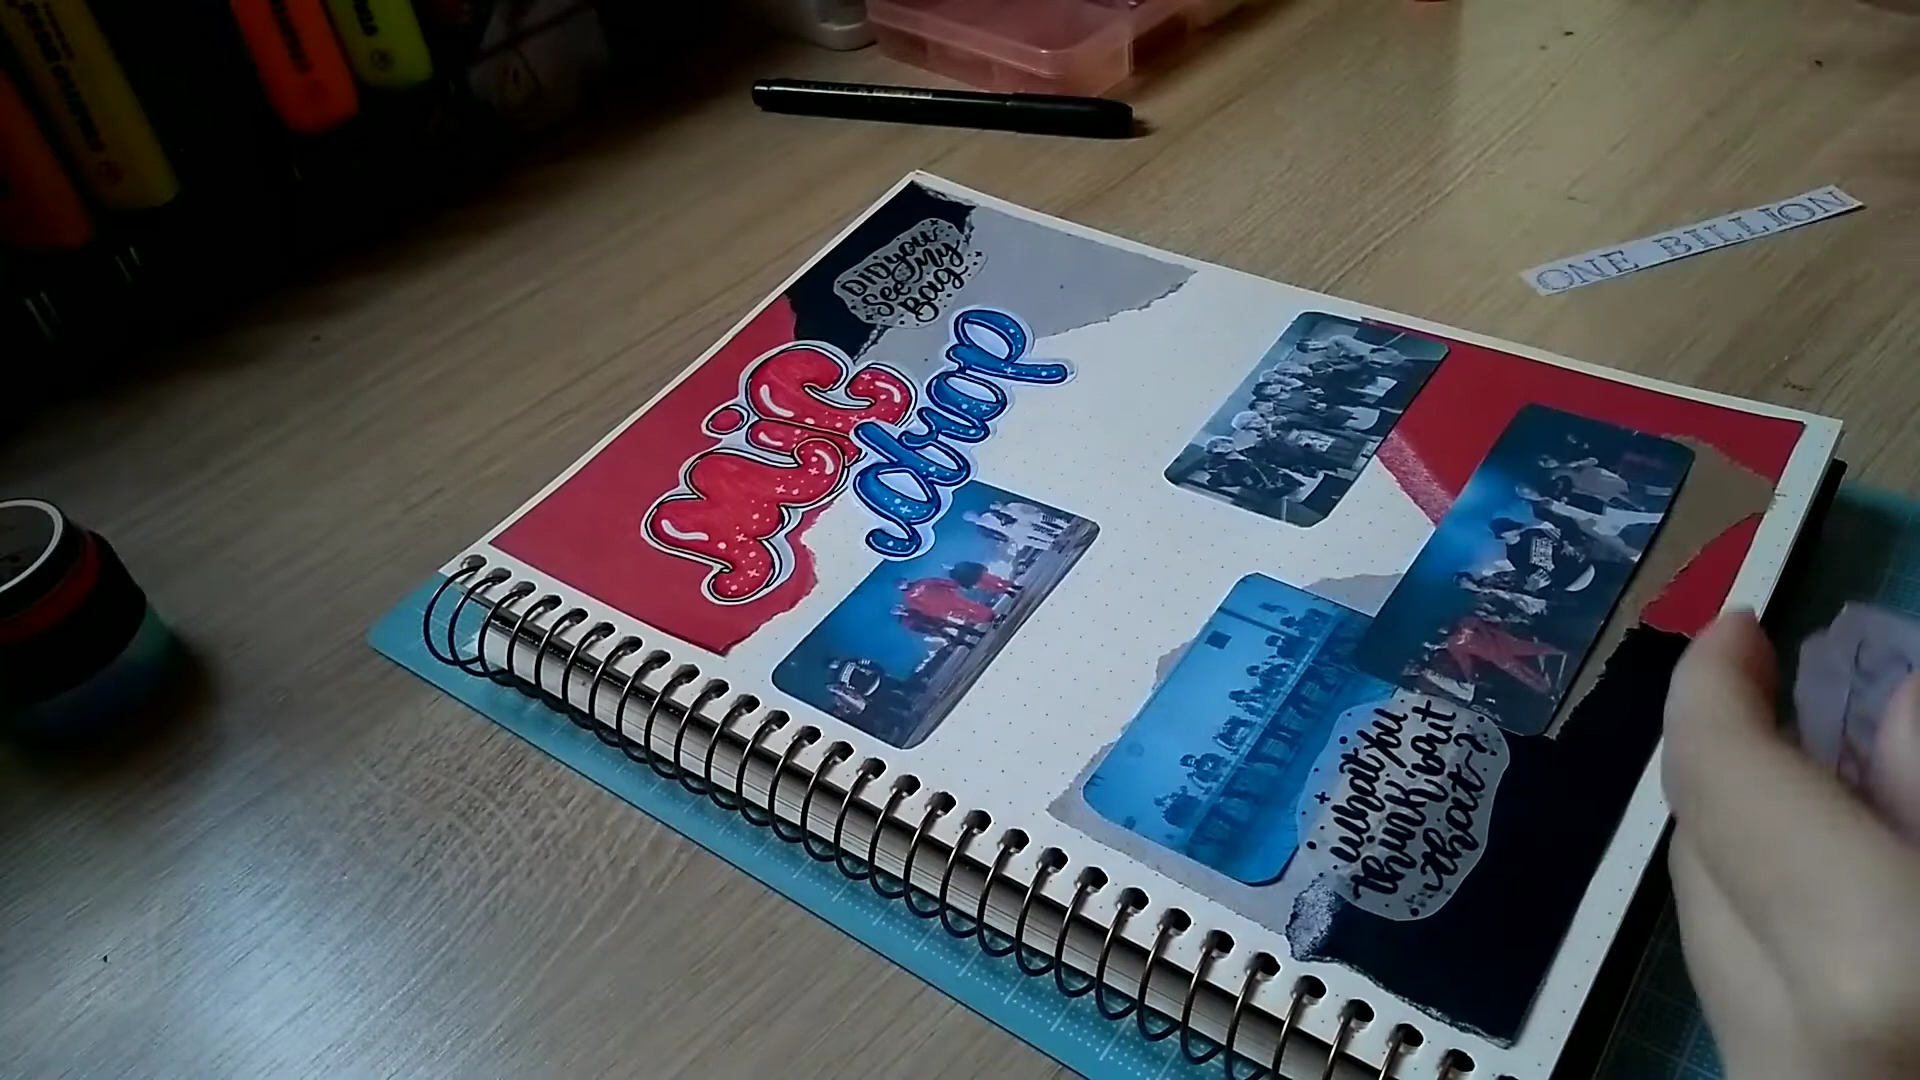 DID you
See my
Bag
Mic
drop
ONE BILLION
what you
think 'bout
that?